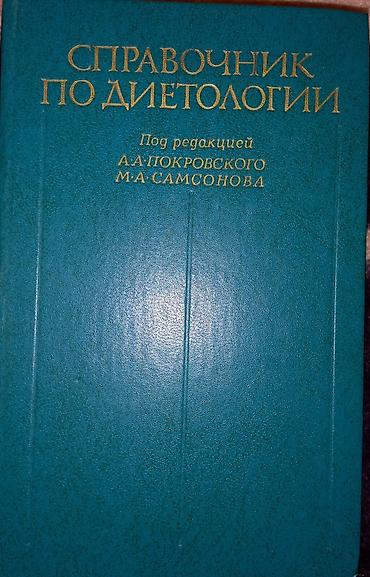 СПРАВОЧНИК
ПО ДИЕТОЛОГИИ
Под редакцией
А·А·ПОКРОВСКОГО
М·А·САМСОНОВА